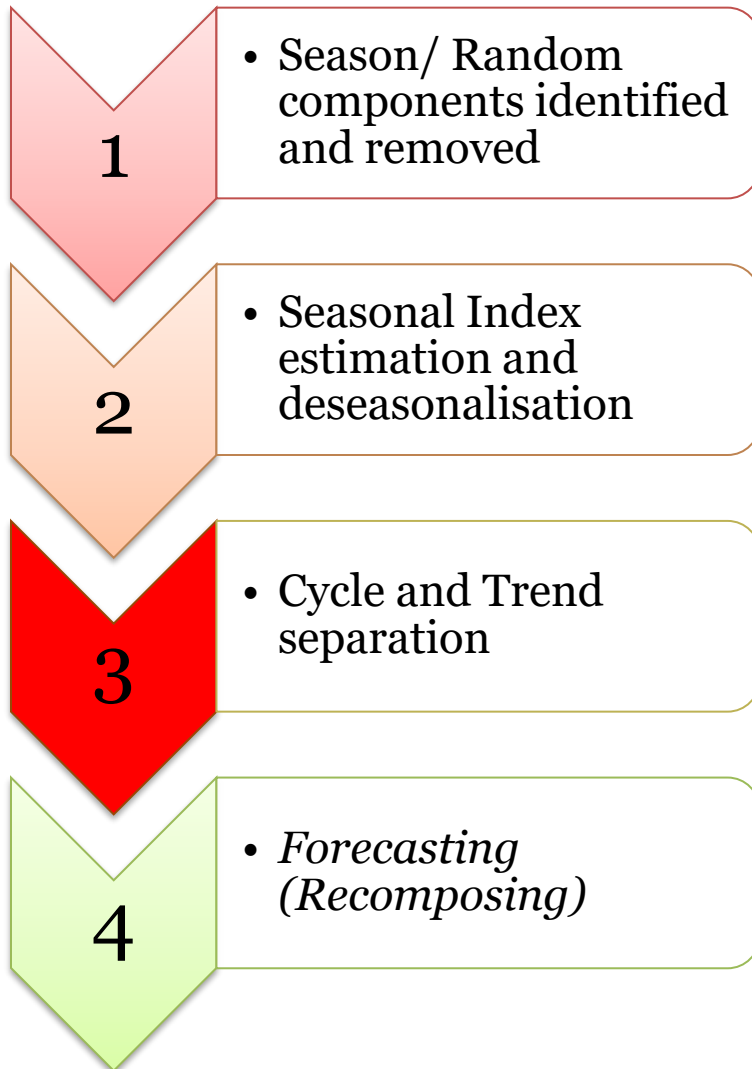 1
• Season/ Random
components identified
and removed
2
• Seasonal Index
estimation and
deseasonalisation
3
• Cycle and Trend
separation
4
• Forecasting
(Recomposing)